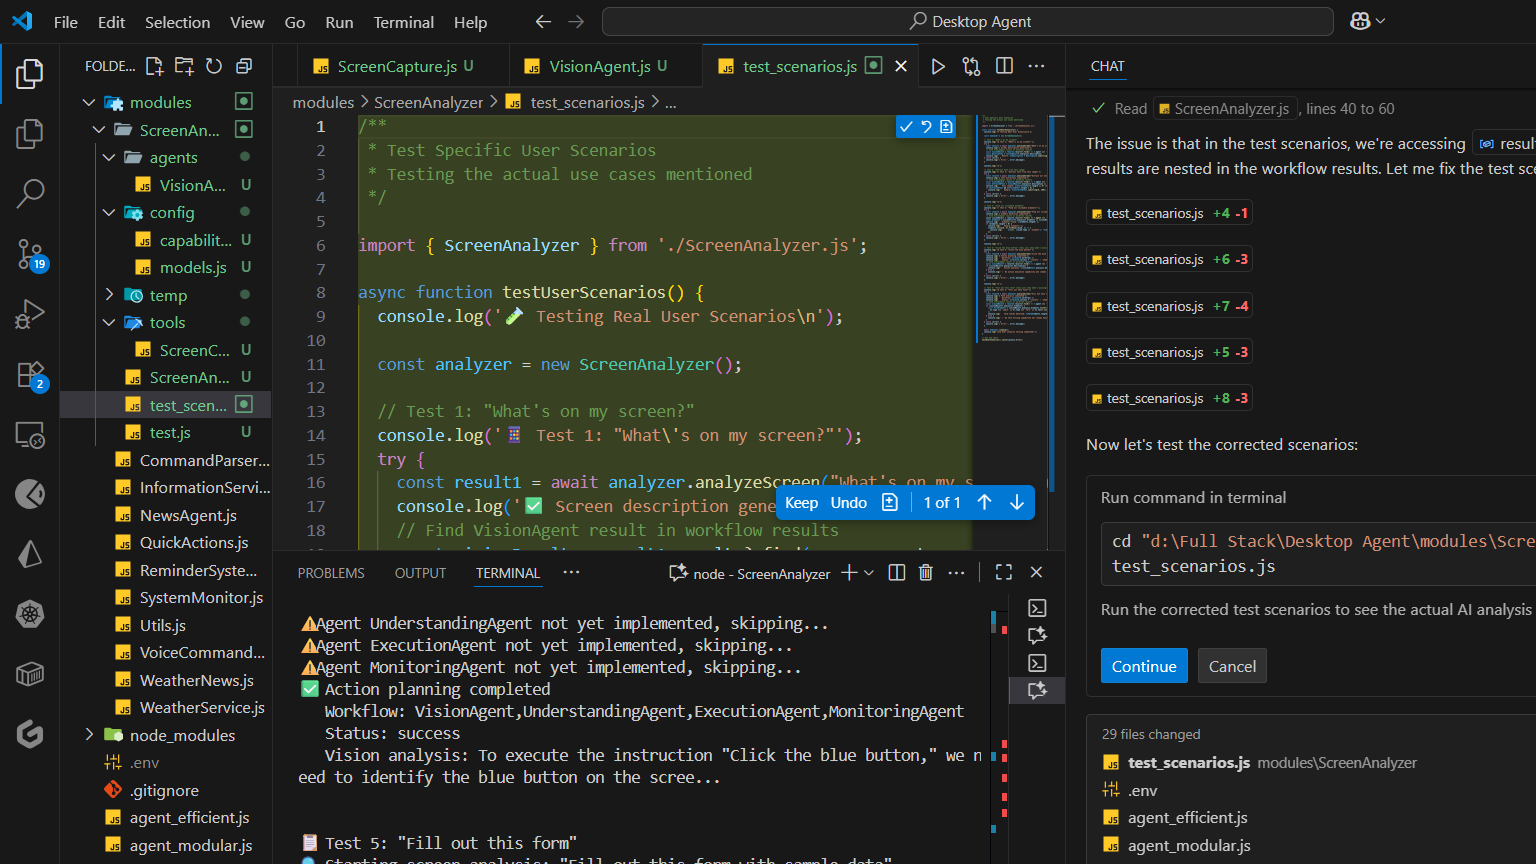 File Edit Selection View Go Run Terminal Help
Desktop Agent
FOLDE...
modules
ScreenAn...
agents
VisionA... U
config
capabilit... U
models.js U
temp
tools
ScreenC... U
ScreenAn... U
test_scen...
test.js U
CommandParser...
InformationServi...
NewsAgent.js
QuickActions.js
ReminderSyste...
SystemMonitor.js
Utils.js
VoiceCommand...
WeatherNews.js
WeatherService.js
node_modules
.env
.gitignore
agent_efficient.js
agent_modular.js
19
2
ScreenCapture.js U
VisionAgent.js U
test_scenarios.js
modules > ScreenAnalyzer > test_scenarios.js > ...
1 /**
2 * Test Specific User Scenarios
3 * Testing the actual use cases mentioned
4 */
5
6 import { ScreenAnalyzer } from './ScreenAnalyzer.js';
7
8 async function testUserScenarios() {
9 console.log('🧪 Testing Real User Scenarios\n');
10
11 const analyzer = new ScreenAnalyzer();
12
13 // Test 1: "What's on my screen?"
14 console.log('📱 Test 1: "What\'s on my screen?"');
15 try {
16 const result1 = await analyzer.analyzeScreen("What's on my s
17 console.log('✅ Screen description gene
18 // Find VisionAgent result in workflow results
Keep Undo 1 of 1
PROBLEMS OUTPUT TERMINAL ...
node - ScreenAnalyzer
⚠️Agent UnderstandingAgent not yet implemented, skipping...
⚠️Agent ExecutionAgent not yet implemented, skipping...
⚠️Agent MonitoringAgent not yet implemented, skipping...
✅ Action planning completed
Workflow: VisionAgent,UnderstandingAgent,ExecutionAgent,MonitoringAgent
Status: success
Vision analysis: To execute the instruction "Click the blue button," we n
eed to identify the blue button on the scree...
📋 Test 5: "Fill out this form"
Starting screen analysis: "Fill out this form with sample data"
CHAT
Read ScreenAnalyzer.js, lines 40 to 60
The issue is that in the test scenarios, we're accessing resul
results are nested in the workflow results. Let me fix the test sce
test_scenarios.js +4 -1
test_scenarios.js +6 -3
test_scenarios.js +7 -4
test_scenarios.js +5 -3
test_scenarios.js +8 -3
Now let's test the corrected scenarios:
Run command in terminal
cd "d:\Full Stack\Desktop Agent\modules\Scre
test_scenarios.js
Run the corrected test scenarios to see the actual AI analysis
Continue Cancel
29 files changed
test_scenarios.js modules\ScreenAnalyzer
.env
agent_efficient.js
agent_modular.js